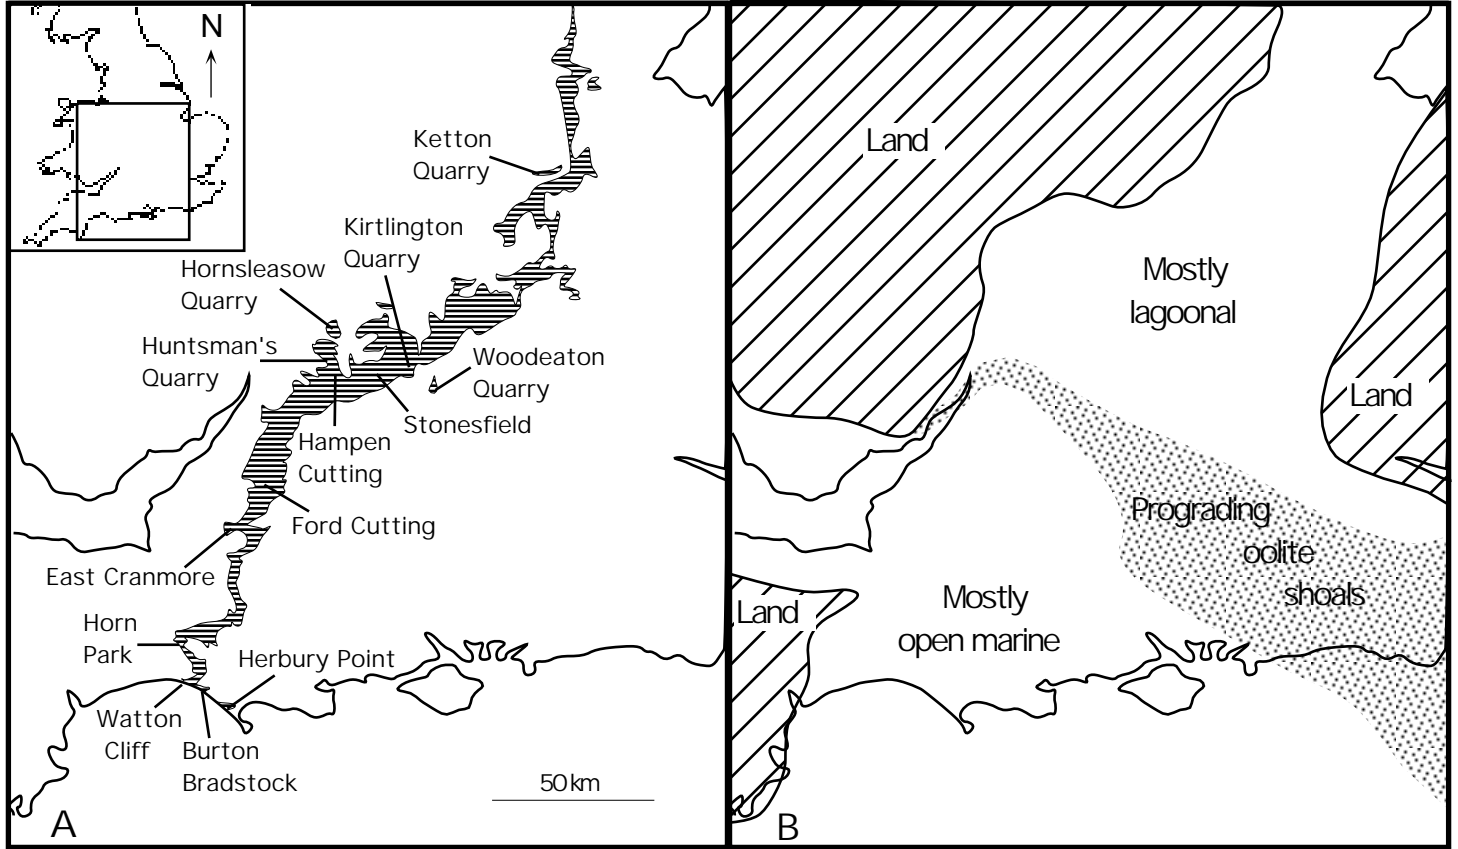 N
Ketton
Quarry
Kirtlington
Quarry
Hornsleasow
Quarry
Huntsman's
Quarry
Woodeaton
Quarry
Stonesfield
Hampen
Cutting
Ford Cutting
East Cranmore
Horn
Park
Herbury Point
Watton
Cliff
Burton
Bradstock
50km
A
Land
Mostly
lagoonal
Land
Prograding
oolite
shoals
Land
Mostly
open marine
B